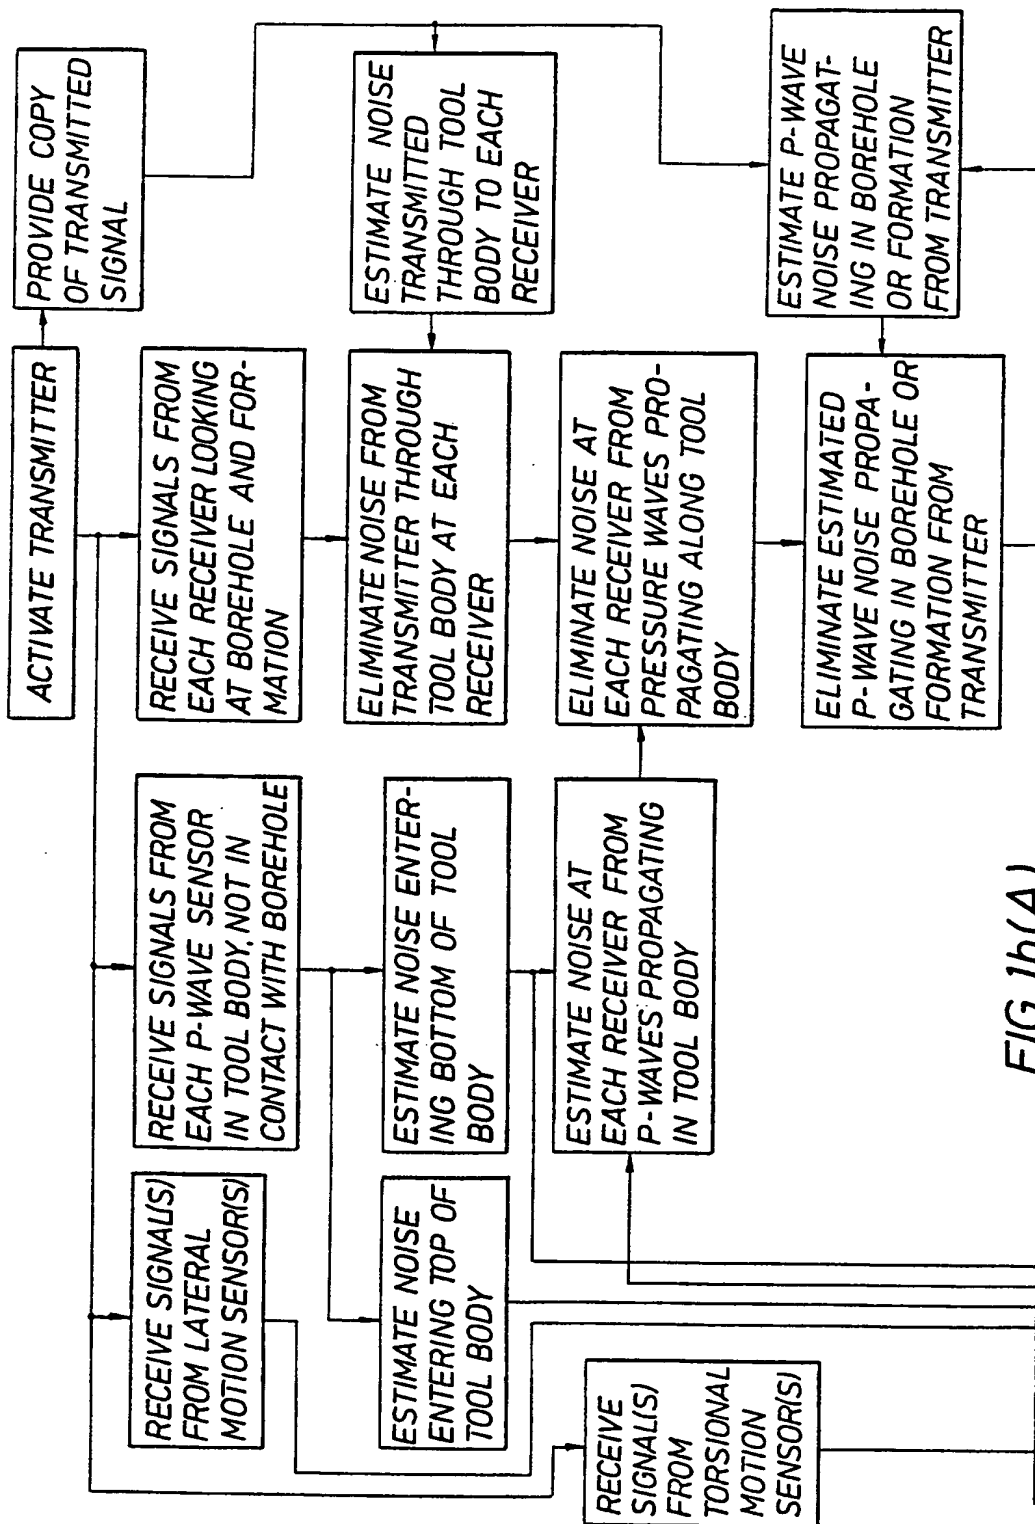 ACTIVATE TRANSMITTER
PROVIDE COPY
OF TRANSMITTED
SIGNAL
RECEIVE SIGNAL(S)
FROM LATERAL
MOTION SENSOR(S)
RECEIVE SIGNALS FROM
EACH P-WAVE SENSOR
IN TOOL BODY, NOT IN
CONTACT WITH BOREHOLE
RECEIVE SIGNALS FROM
EACH RECEIVER LOOKING
AT BOREHOLE AND FOR-
MATION
ESTIMATE NOISE
ENTERING TOP OF
TOOL BODY
ESTIMATE NOISE ENTER-
ING BOTTOM OF TOOL
BODY
ELIMINATE NOISE FROM
TRANSMITTER THROUGH
TOOL BODY AT EACH
RECEIVER
ESTIMATE NOISE
TRANSMITTED
THROUGH TOOL
BODY TO EACH
RECEIVER
RECEIVE
SIGNAL(S)
FROM
TORSIONAL
MOTION
SENSOR(S)
ESTIMATE NOISE AT
EACH RECEIVER FROM
P-WAVES PROPAGATING
IN TOOL BODY
ELIMINATE NOISE AT
EACH RECEIVER FROM
PRESSURE WAVES PRO-
PAGATING ALONG TOOL
BODY
ELIMINATE ESTIMATED
P-WAVE NOISE PROPA-
GATING IN BOREHOLE OR
FORMATION FROM
TRANSMITTER
ESTIMATE P-WAVE
NOISE PROPAGAT-
ING IN BOREHOLE
OR FORMATION
FROM TRANSMITTER
FIG. 1b(A)